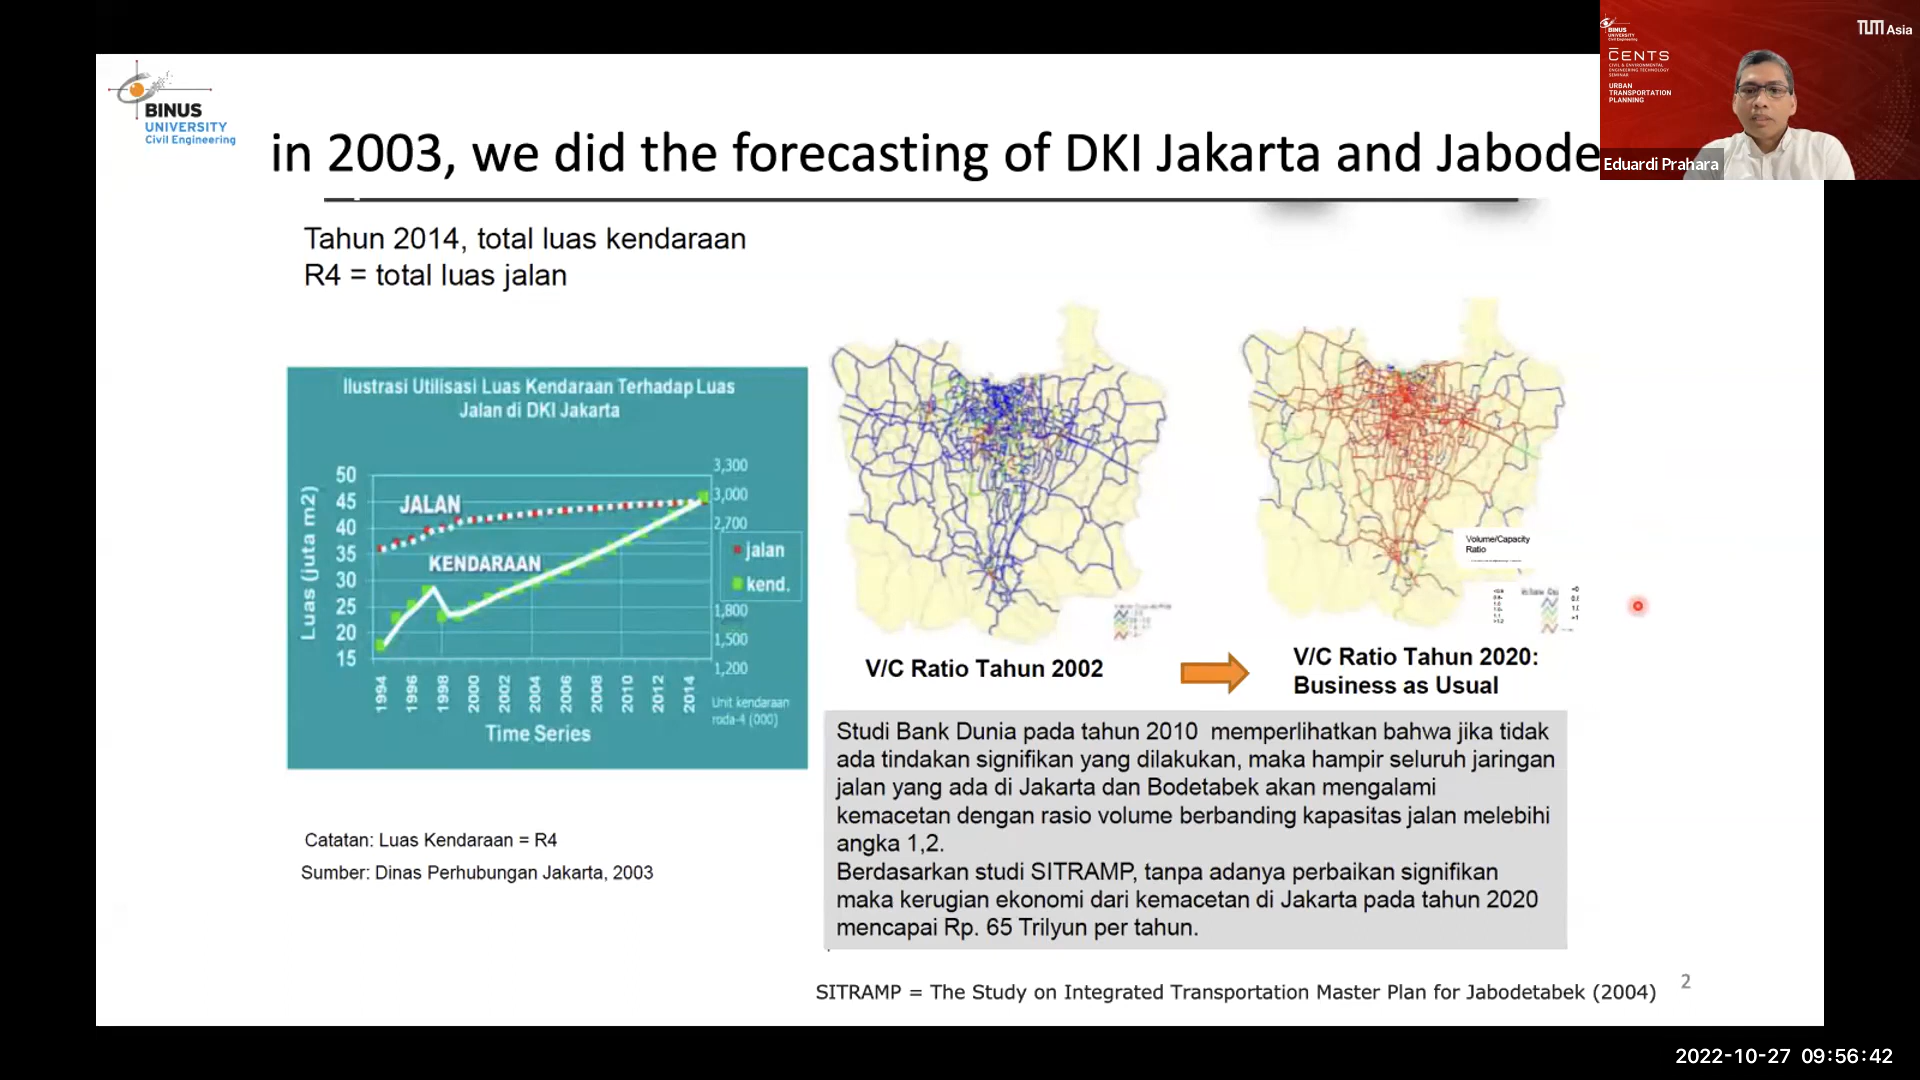 BINUS
UNIVERSITY
Civil Engineering
in 2003, we did the forecasting of DKI Jakarta and Jabode
Tahun 2014, total luas kendaraan
R4 = total luas jalan
Ilustrasi Utilisasi Luas Kendaraan Terhadap Luas
Jalan di DKI Jakarta
Luas (juta m2)
50
45
40
35
30
25
20
15
JALAN
KENDARAAN
3,300
3,000
2,700
jalan
kend.
1,800
1,500
1,200
1994
1996
1998
2000
2002
2004
2006
2008
2010
2012
2014
Unit kendaraan
roda-4 (000)
Time Series
Catatan: Luas Kendaraan = R4
Sumber: Dinas Perhubungan Jakarta, 2003
Volume/Capacity
Ratio
V/C Ratio Tahun 2002
V/C Ratio Tahun 2020:
Business as Usual
Studi Bank Dunia pada tahun 2010 memperlihatkan bahwa jika tidak
ada tindakan signifikan yang dilakukan, maka hampir seluruh jaringan
jalan yang ada di Jakarta dan Bodetabek akan mengalami
kemacetan dengan rasio volume berbanding kapasitas jalan melebihi
angka 1,2.
Berdasarkan studi SITRAMP, tanpa adanya perbaikan signifikan
maka kerugian ekonomi dari kemacetan di Jakarta pada tahun 2020
mencapai Rp. 65 Trilyun per tahun.
SITRAMP = The Study on Integrated Transportation Master Plan for Jabodetabek (2004)
2
BINUS
UNIVERSITY
Civil Engineering
CENTS
CIVIL & ENVIRONMENTAL
ENGINEERING TECHNOLOGY
SEMINAR
URBAN
TRANSPORTATION
PLANNING
TUM Asia
Eduardi Prahara
2022-10-27 09:56:42